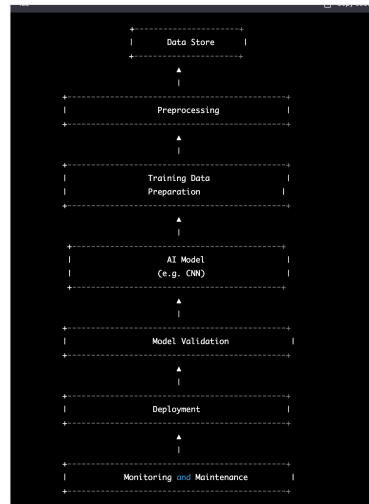 Data Store
Preprocessing
Training Data
Preparation
AI Model
(e.g. CNN)
Model Validation
Deployment
Monitoring and Maintenance